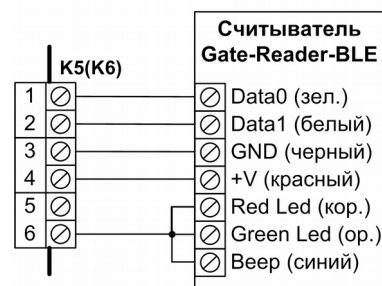 Считыватель
Gate-Reader-BLE
K5(K6)
1 Data0 (зел.)
2 Data1 (белый)
3 GND (черный)
4 +V (красный)
5 Red Led (кор.)
6 Green Led (ор.)
Beep (синий)